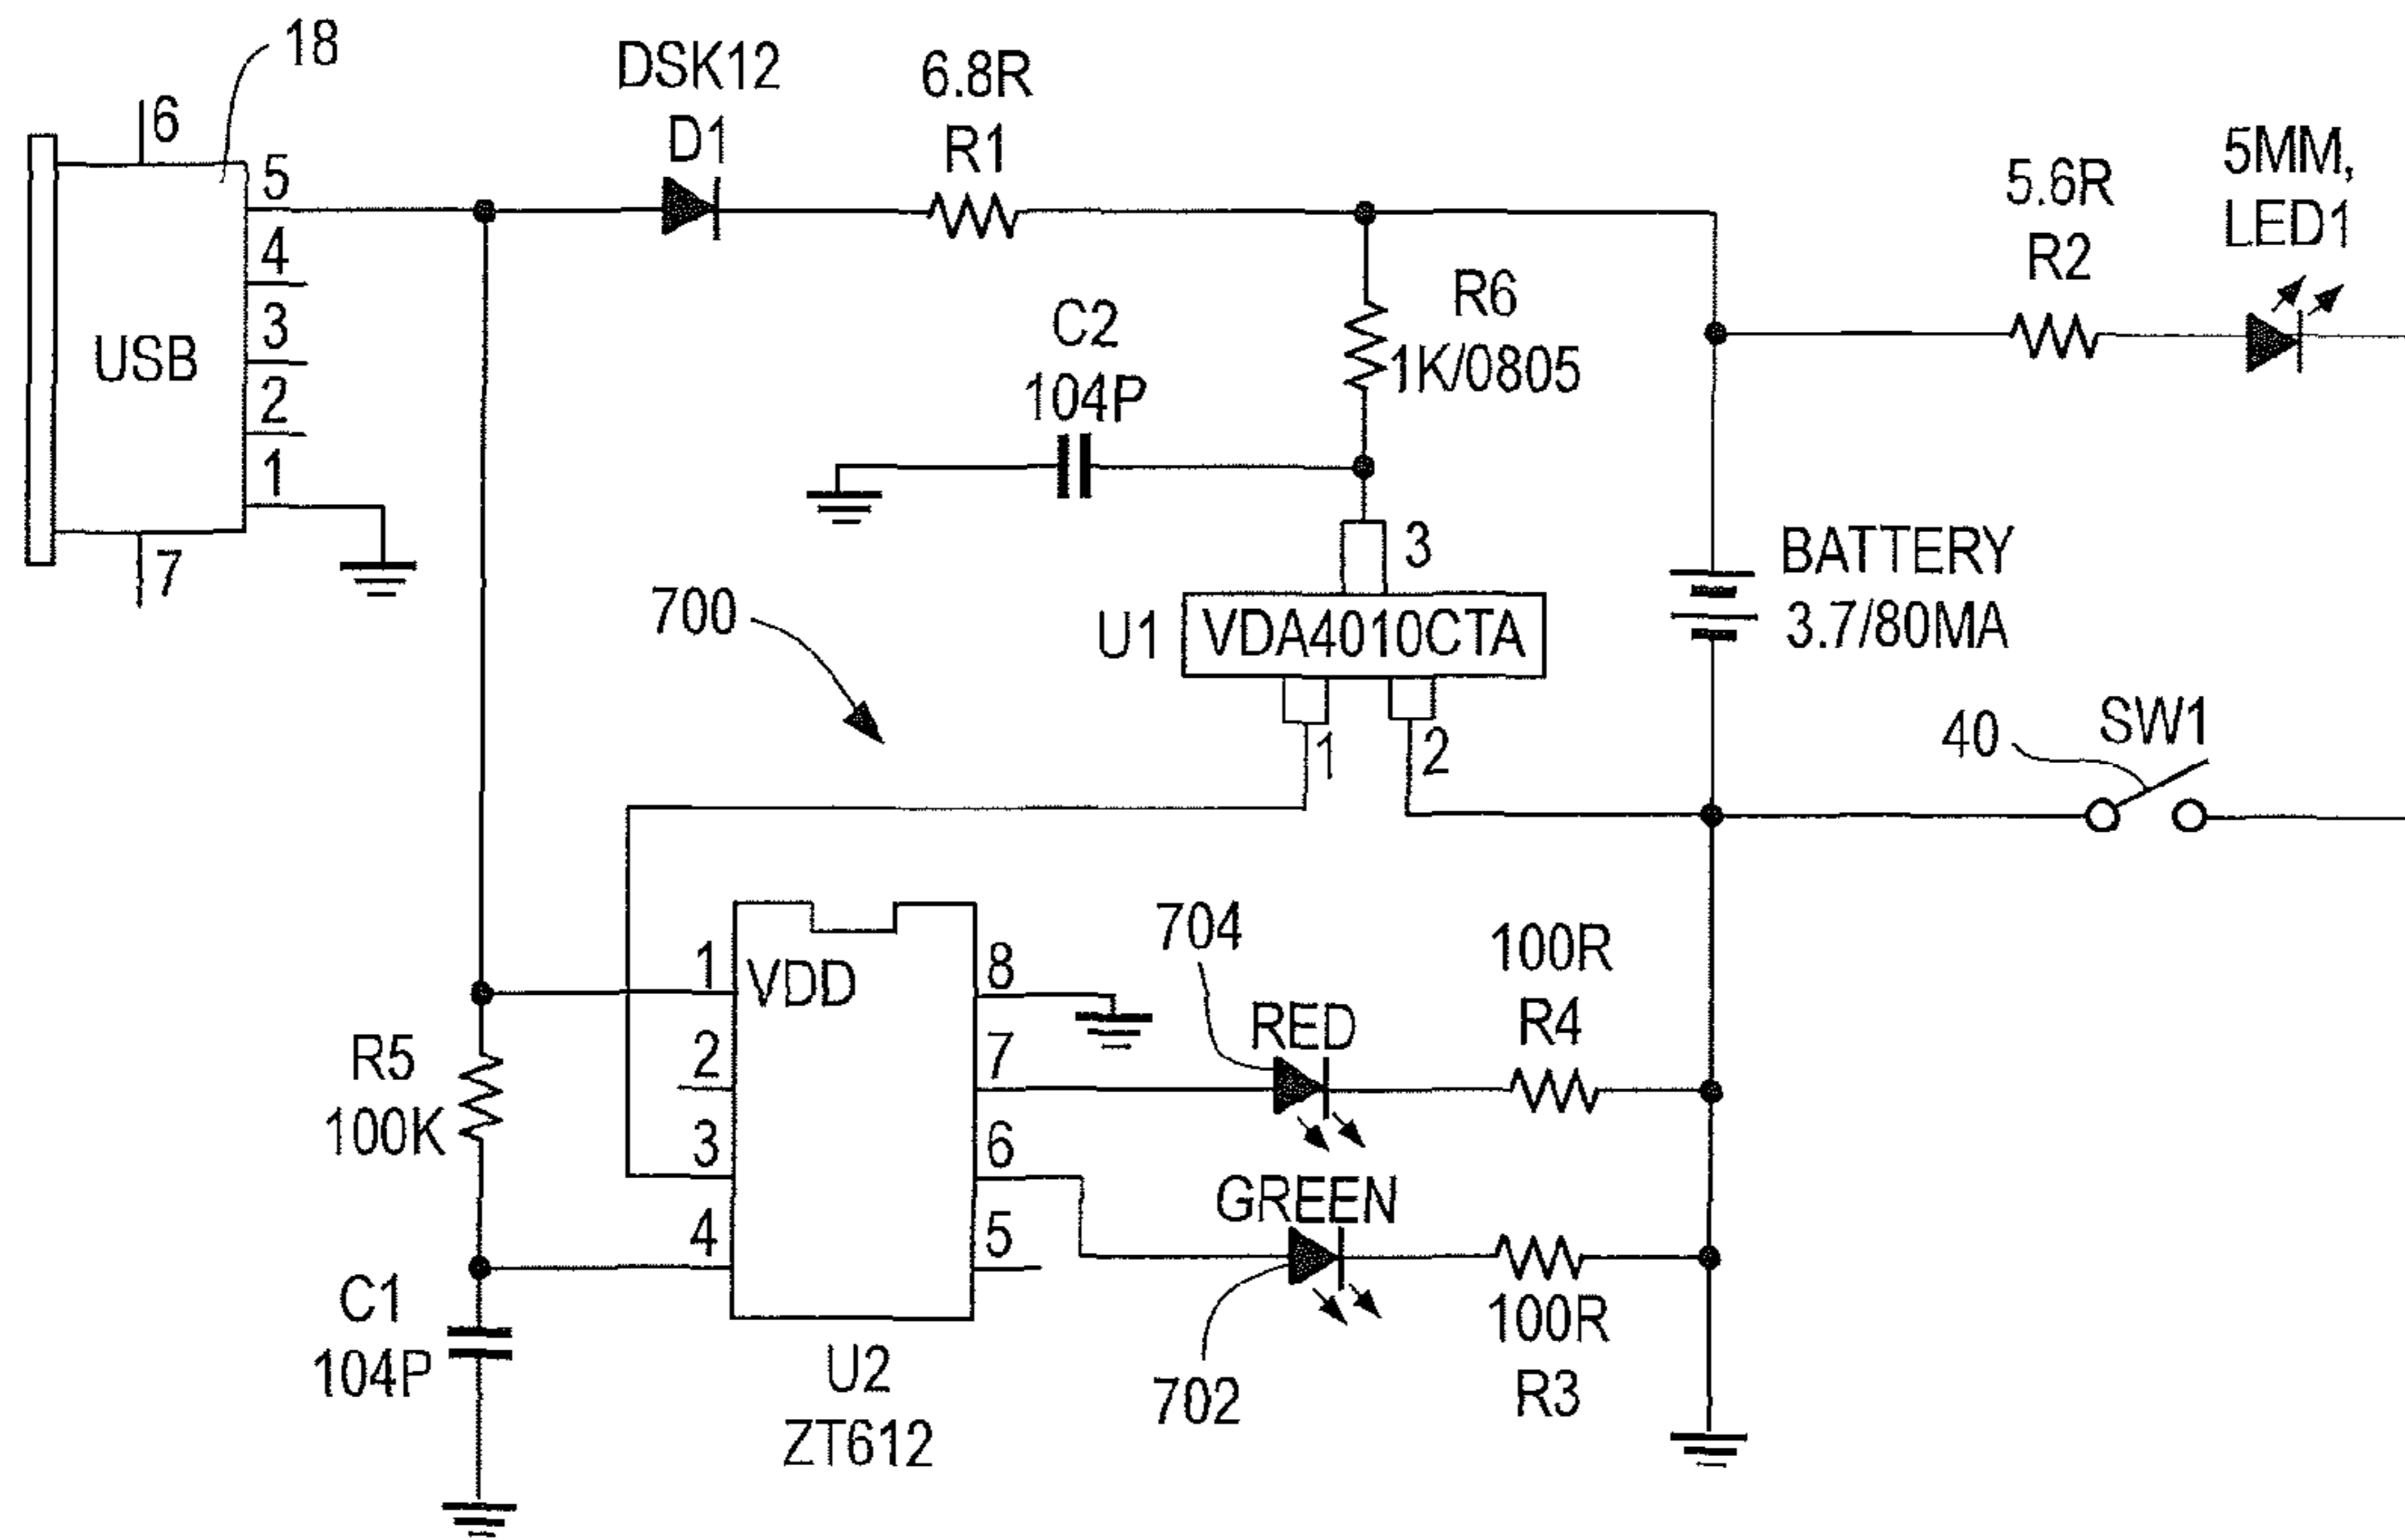 18
6
DSK12
D1
6.8R
R1
5
4
3
2
1
USB
7
5.6R
R2
5MM,
LED1
R6
1K/0805
C2
104P
3
U1
VDA4010CTA
1
2
BATTERY
3.7/80MA
700
40
SW1
1
VDD
2
3
4
8
7
6
5
R5
100K
C1
104P
U2
ZT612
704
RED
100R
R4
GREEN
702
100R
R3